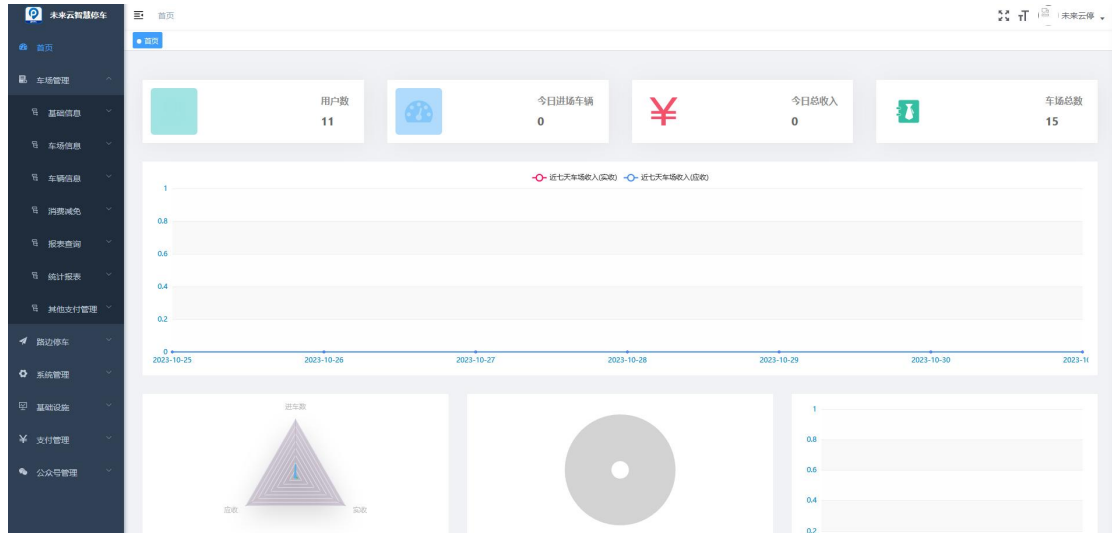 未来云智慧停车
首页
未来云停
首页
首页
车场管理
基础信息
车场信息
车辆信息
消费减免
报表查询
统计报表
其他支付管理
路边停车
系统管理
基础设施
支付管理
公众号管理
用户数
11
今日进场车辆
0
今日总收入
0
车场总数
15
近七天车场收入(实收) 近七天车场收入(应收)
1
0.8
0.6
0.4
0.2
0
2023-10-25 2023-10-26 2023-10-27 2023-10-28 2023-10-29 2023-10-30 2023-10
进车数
应收 实收
1
0.8
0.6
0.4
0.2